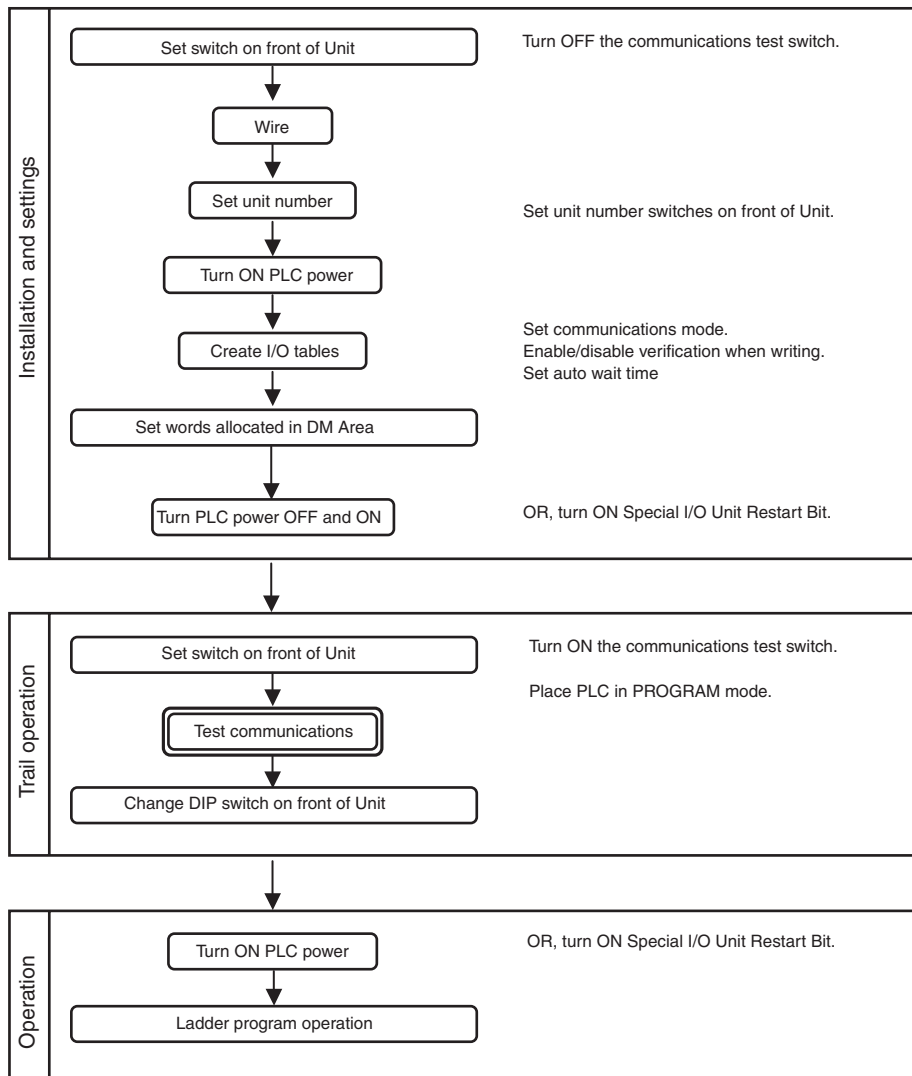 Installation and settings
Set switch on front of Unit
Turn OFF the communications test switch.
Wire
Set unit number
Set unit number switches on front of Unit.
Turn ON PLC power
Create I/O tables
Set communications mode.
Enable/disable verification when writing.
Set auto wait time
Set words allocated in DM Area
Turn PLC power OFF and ON
OR, turn ON Special I/O Unit Restart Bit.
Trail operation
Set switch on front of Unit
Turn ON the communications test switch.
Place PLC in PROGRAM mode.
Test communications
Change DIP switch on front of Unit
Operation
Turn ON PLC power
OR, turn ON Special I/O Unit Restart Bit.
Ladder program operation